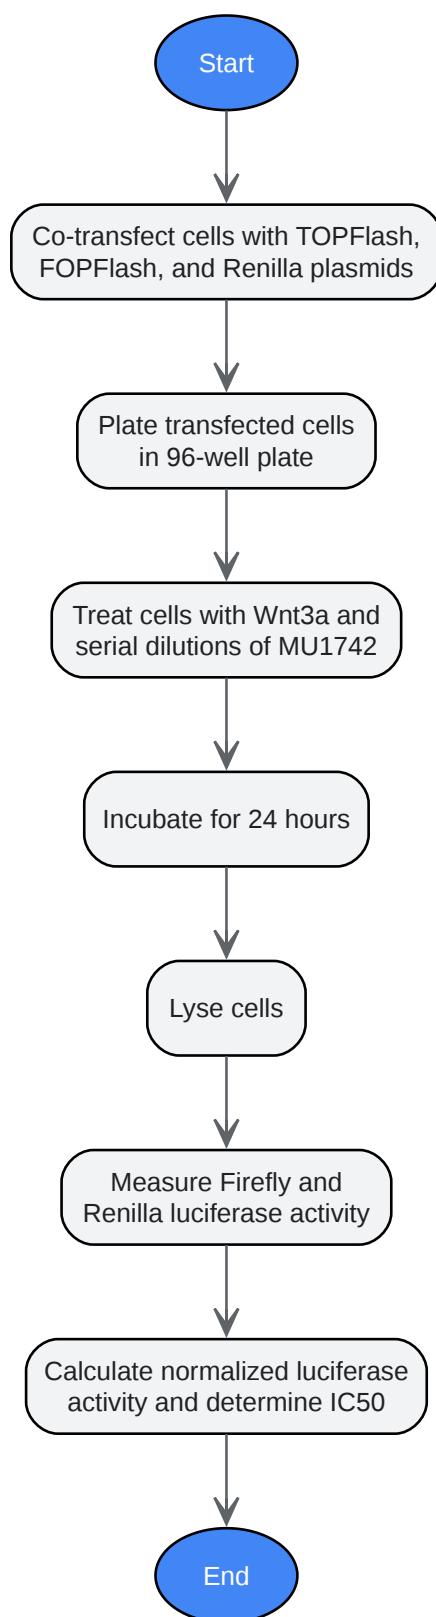 Start
Co-transfect cells with TOPFlash,
FOPFlash, and Renilla plasmids
Plate transfected cells
in 96-well plate
Treat cells with Wnt3a and
serial dilutions of MU1742
Incubate for 24 hours
Lyse cells
Measure Firefly and
Renilla luciferase activity
Calculate normalized luciferase
activity and determine IC50
End